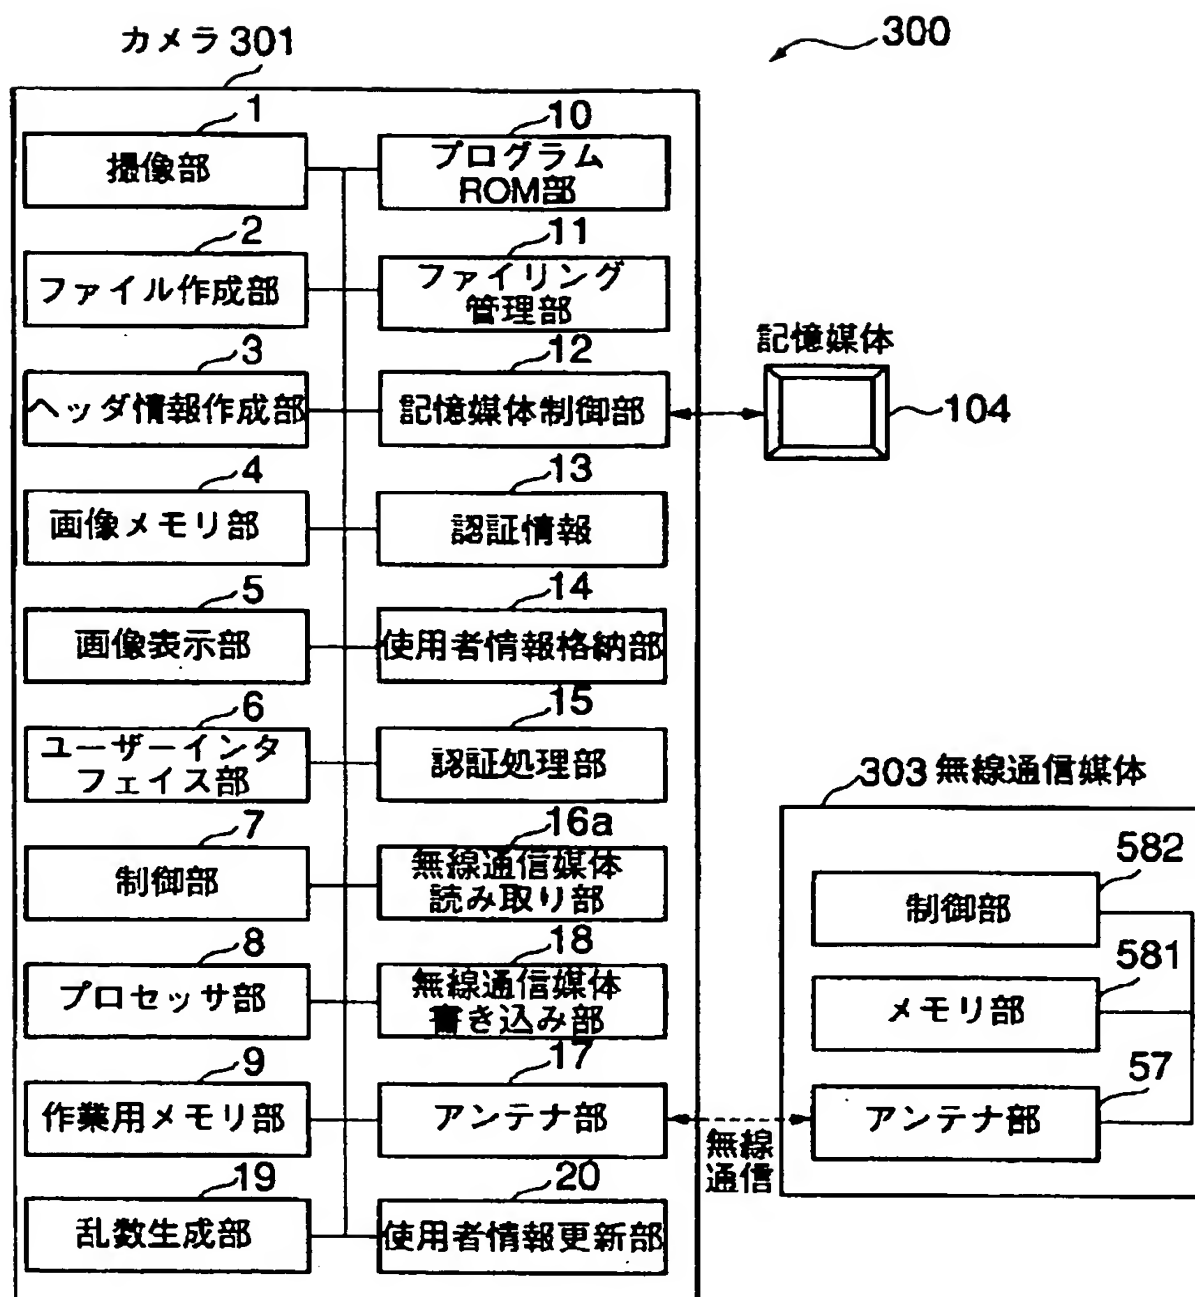 300
カメラ 301
1
撮像部
10
プログラム
ROM部
2
ファイル作成部
11
ファイリング
管理部
3
ヘッダ情報作成部
12
記憶媒体制御部
記憶媒体
104
4
画像メモリ部
13
認証情報
5
画像表示部
14
使用者情報格納部
6
ユーザーインタ
フェイス部
15
認証処理部
7
制御部
16a
無線通信媒体
読み取り部
8
プロセッサ部
18
無線通信媒体
書き込み部
9
作業用メモリ部
17
アンテナ部
19
乱数生成部
20
使用者情報更新部
無線
通信
303 無線通信媒体
582
制御部
581
メモリ部
57
アンテナ部